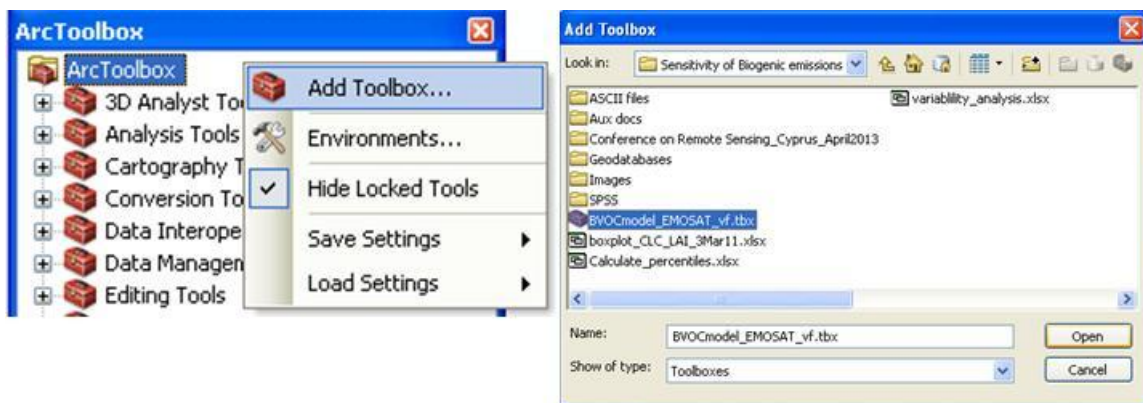 ArcToolbox
ArcToolbox
3D Analyst To
Analysis Tools
Cartography T
Conversion To
Data Interope
Data Managen
Editing Tools
Add Toolbox...
Environments...
Hide Locked Tools
Save Settings
Load Settings
Add Toolbox
Look in: Sensitivity of Biogenic emissions
ASCII files
Aux docs
Conference on Remote Sensing_Cyprus_April2013
Geodatabases
Images
SPSS
BVOCmodel_EMOSAT_vf.tbx
boxplot_CLC_LAI_3Mar11.xlsx
Calculate_percentiles.xlsx
variablility_analysis.xlsx
Name: BVOCmodel_EMOSAT_vf.tbx Open
Show of type: Toolboxes Cancel